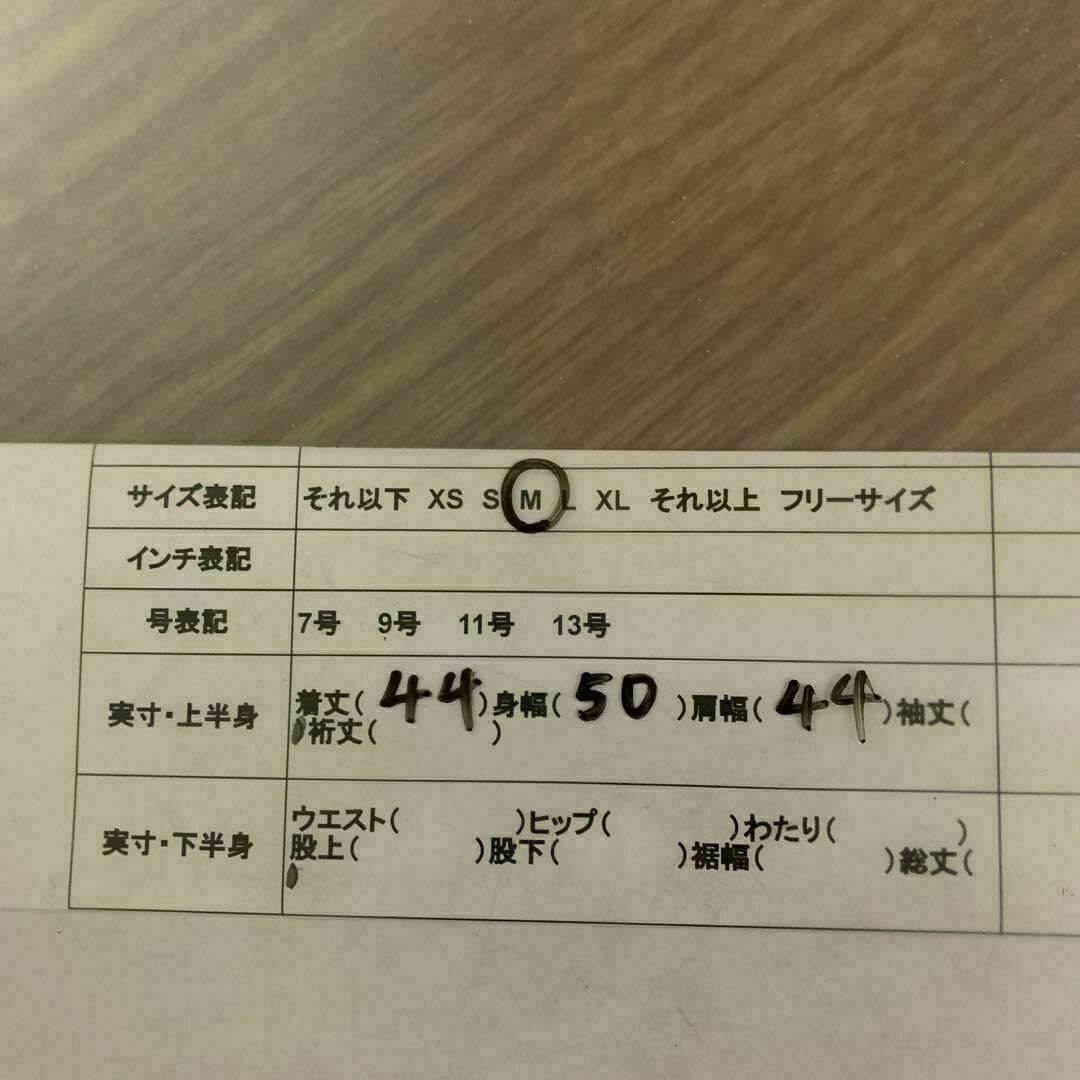 サイズ表記 それ以下 XS S M L XL それ以上 フリーサイズ
インチ表記
号表記 7号 9号 11号 13号
実寸・上半身 着丈( 44 )身幅( 50 )肩幅( 44 )袖丈(
)裄丈( )
実寸・下半身 ウエスト( )ヒップ( )わたり( )
股上( )股下( )裾幅( )総丈(
)